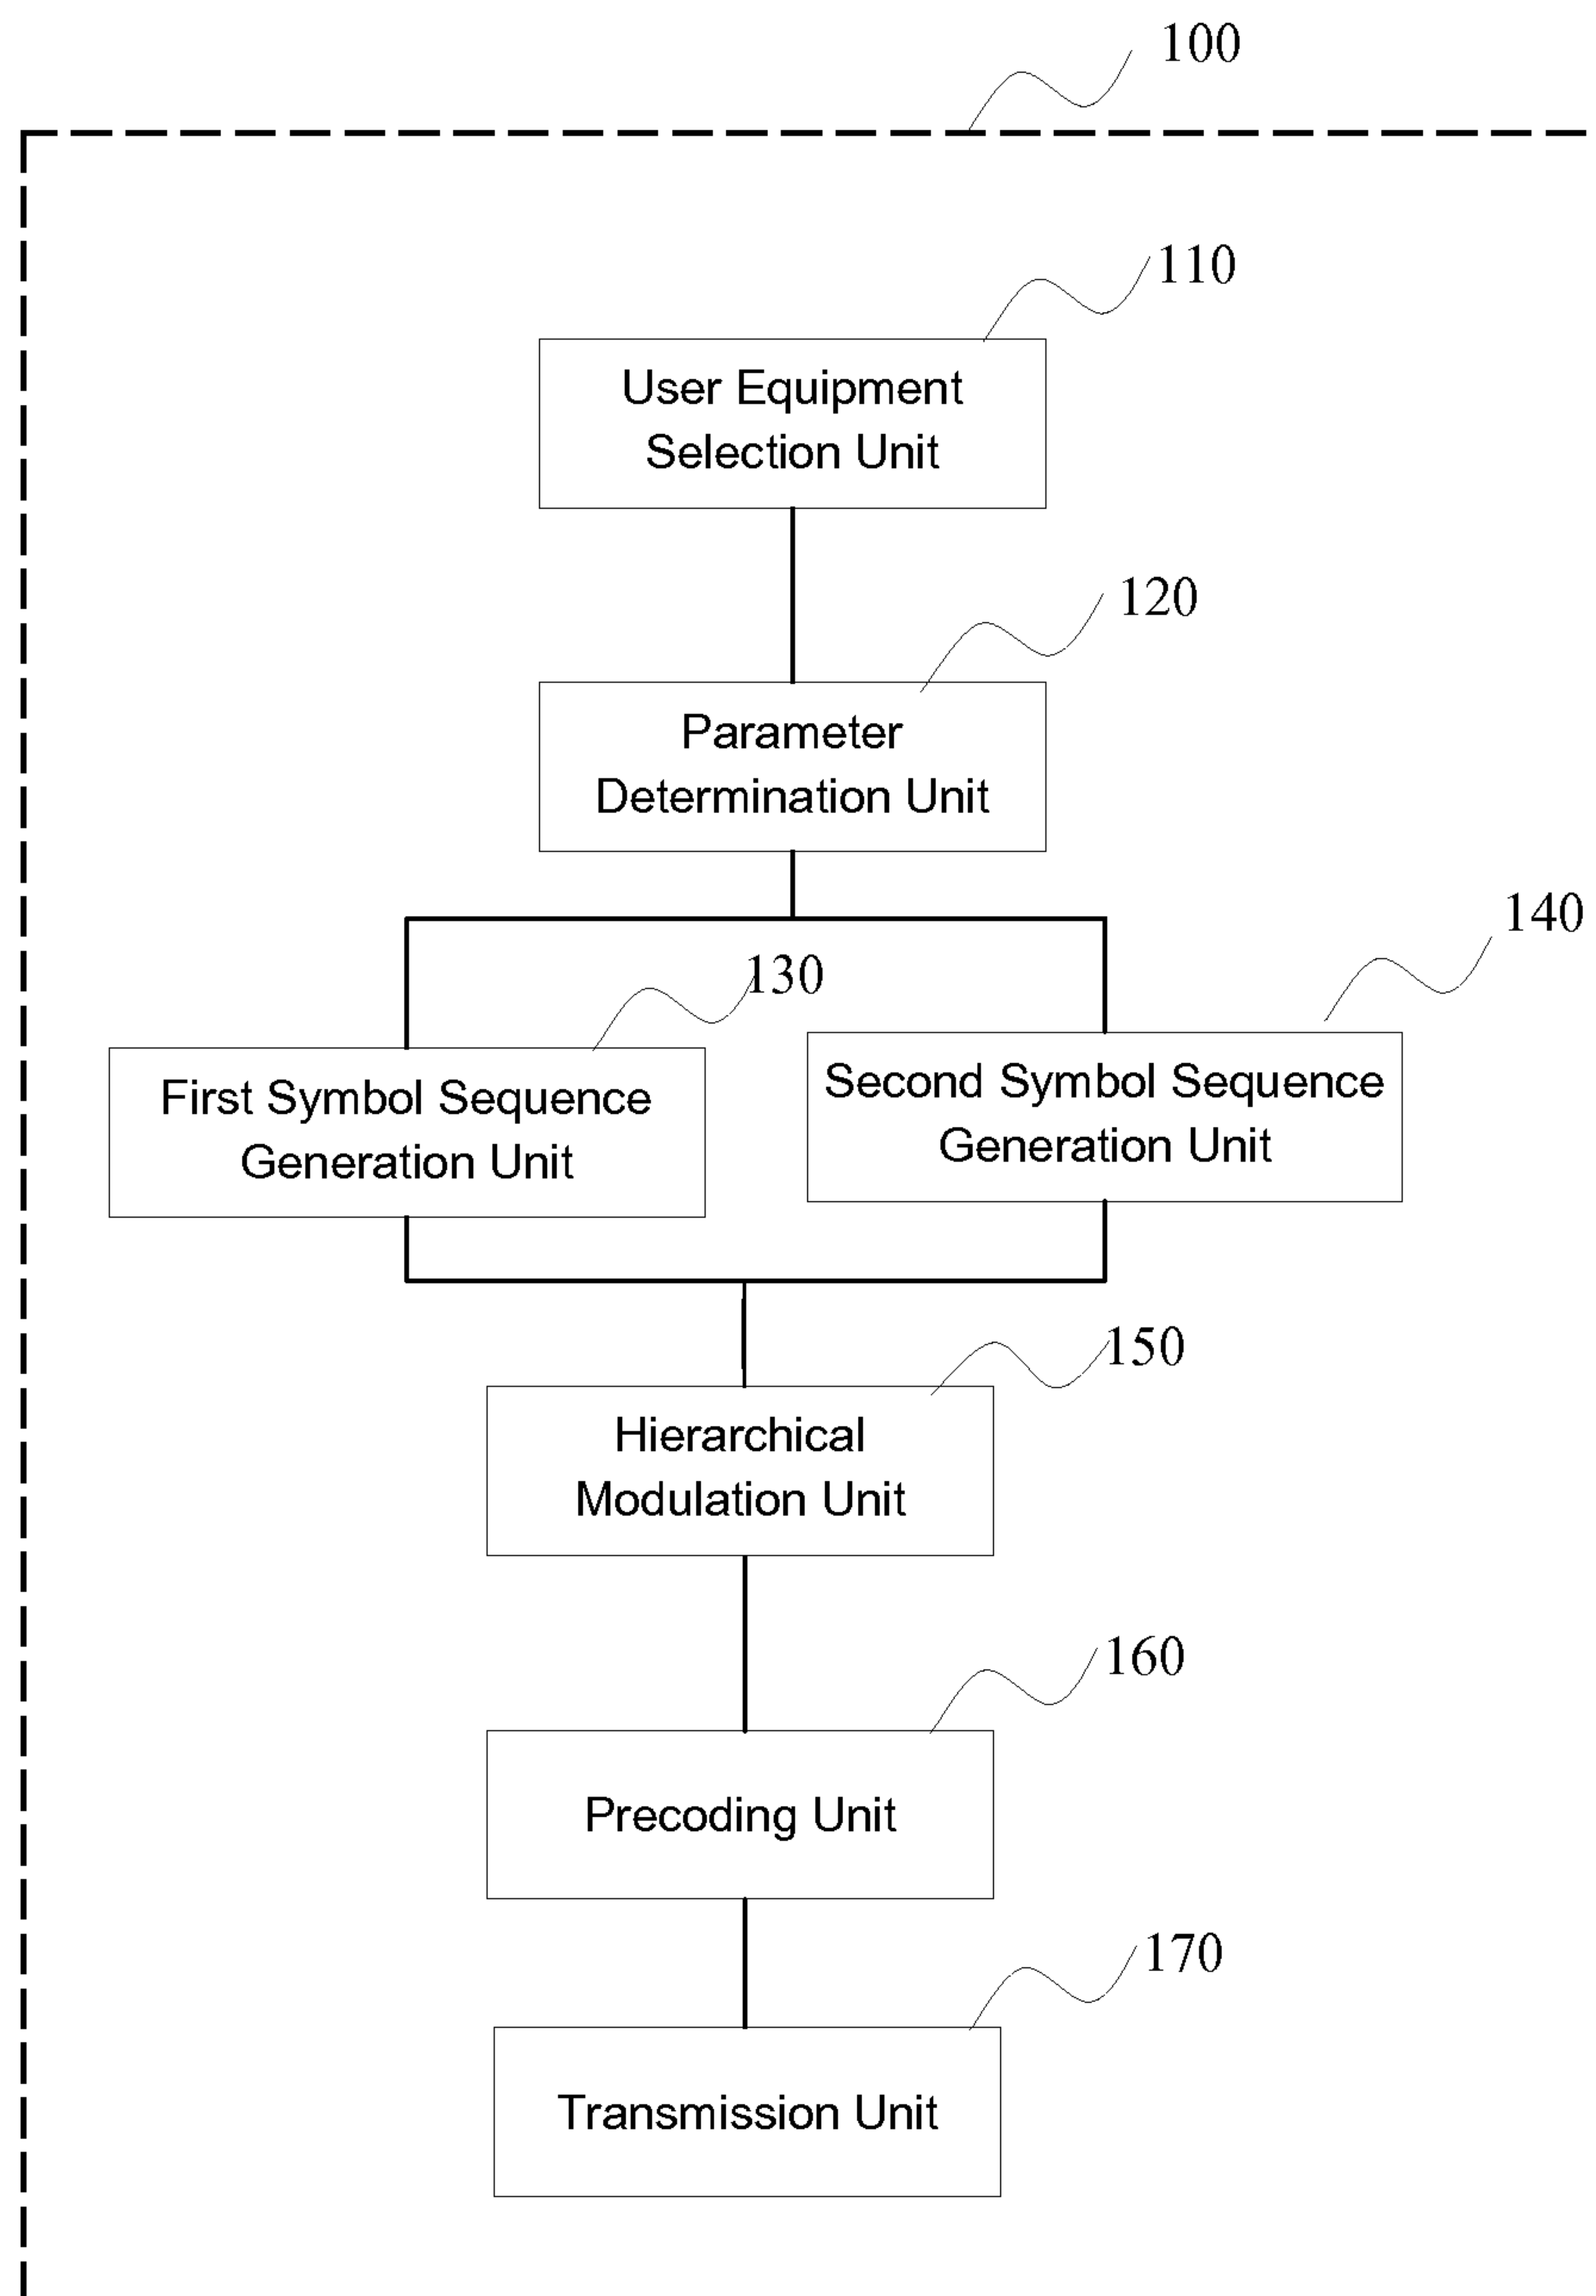 100
110
User Equipment
Selection Unit
120
Parameter
Determination Unit
140
130
First Symbol Sequence
Generation Unit
Second Symbol Sequence
Generation Unit
150
Hierarchical
Modulation Unit
160
Precoding Unit
170
Transmission Unit